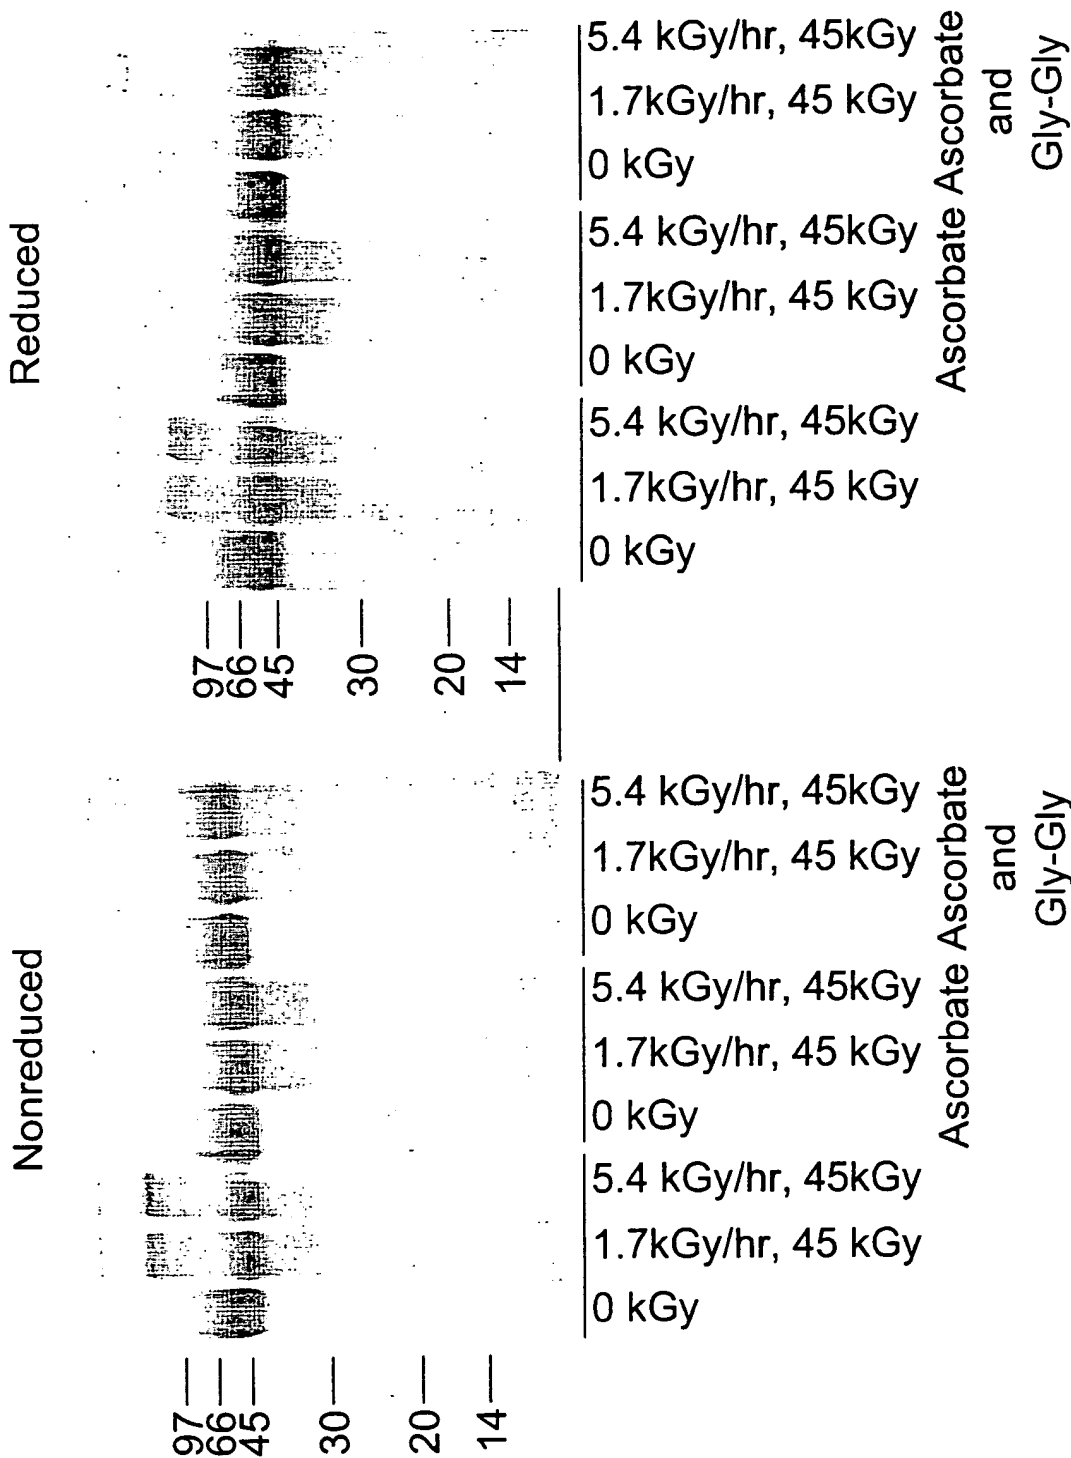 Nonreduced
97
66
45
30
20
14
0 kGy
1.7kGy/hr, 45 kGy
5.4 kGy/hr, 45kGy
0 kGy
1.7kGy/hr, 45 kGy
5.4 kGy/hr, 45kGy
0 kGy
1.7kGy/hr, 45 kGy
5.4 kGy/hr, 45kGy
Ascorbate
Ascorbate
and
Gly-Gly
Reduced
97
66
45
30
20
14
0 kGy
1.7kGy/hr, 45 kGy
5.4 kGy/hr, 45kGy
0 kGy
1.7kGy/hr, 45 kGy
5.4 kGy/hr, 45kGy
0 kGy
1.7kGy/hr, 45 kGy
5.4 kGy/hr, 45kGy
Ascorbate
Ascorbate
and
Gly-Gly